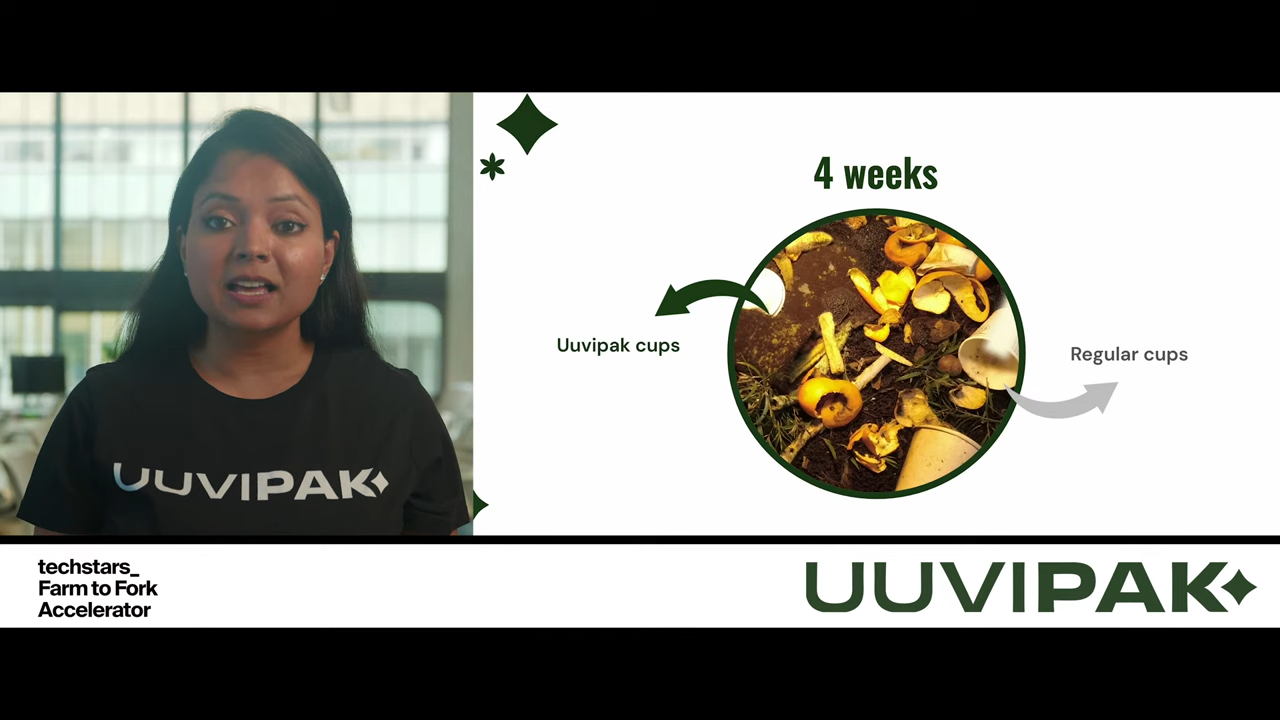 UUVIPAK
4 weeks
Uuvipak cups
Regular cups
techstars_
Farm to Fork
Accelerator
UUVIPAK